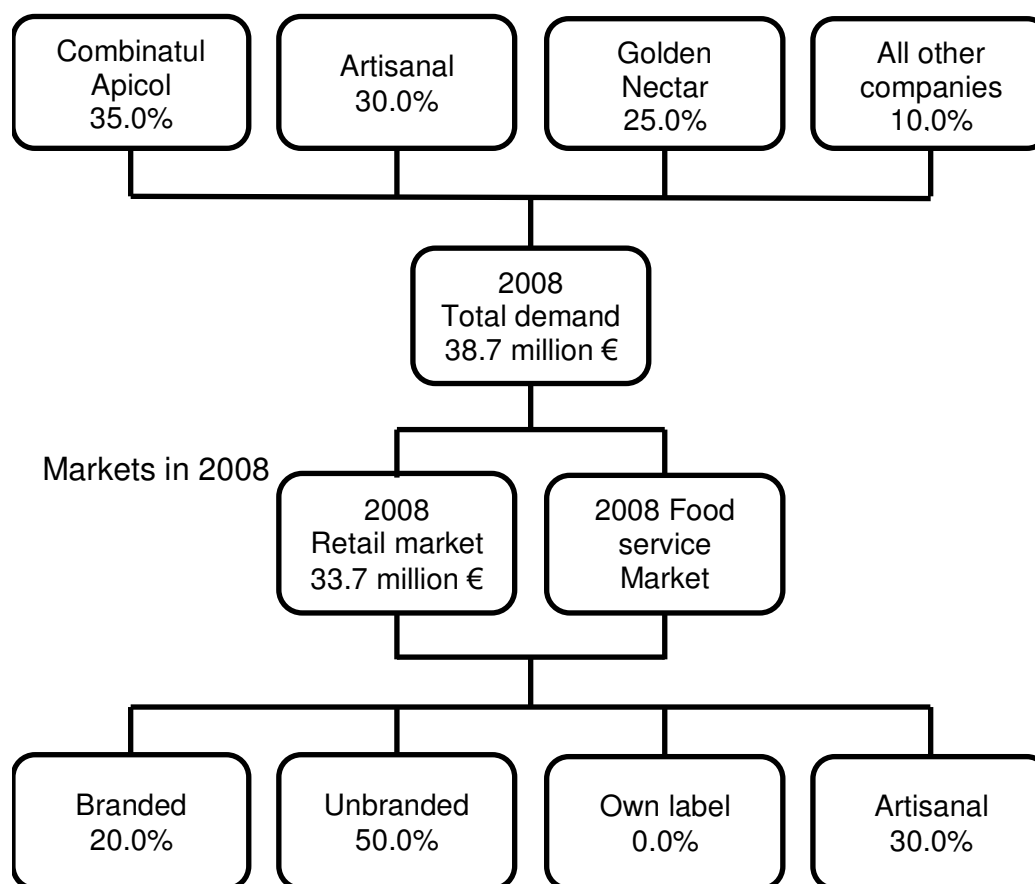 Combinatul
Apicol
35.0%
Artisanal
30.0%
Golden
Nectar
25.0%
All other
companies
10.0%
2008
Total demand
38.7 million €
Markets in 2008
2008
Retail market
33.7 million €
2008 Food
service
Market
Branded
20.0%
Unbranded
50.0%
Own label
0.0%
Artisanal
30.0%